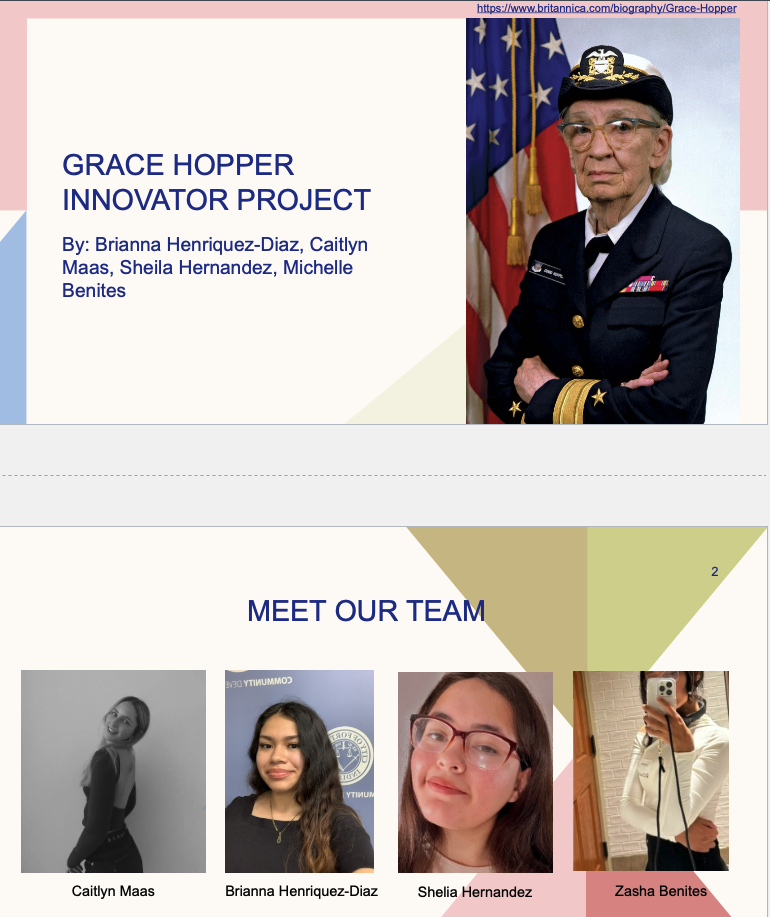 https://www.britannica.com/biography/Grace-Hopper
GRACE HOPPER
INNOVATOR PROJECT
By: Brianna Henriquez-Diaz, Caitlyn
Maas, Sheila Hernandez, Michelle
Benites
2
MEET OUR TEAM
COMMUNITY
Caitlyn Maas
Brianna Henriquez-Diaz
Shelia Hernandez
Zasha Benites